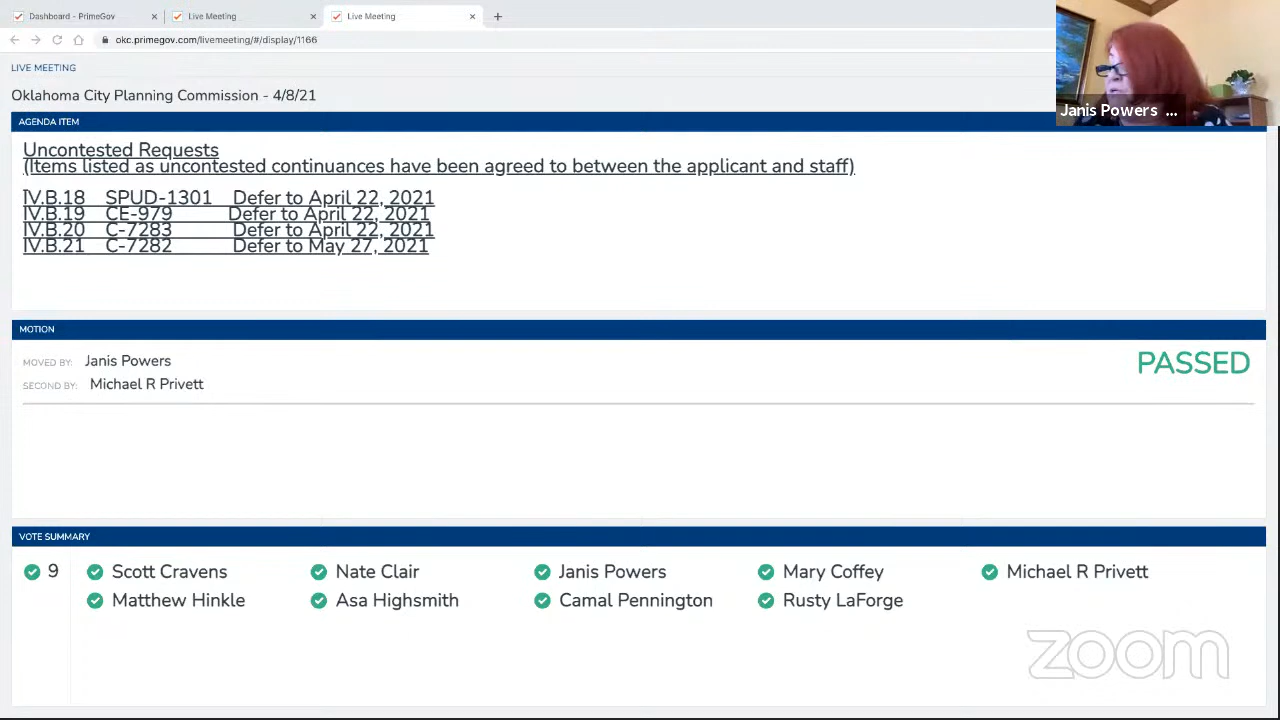 Dashboard - PrimeGov
Live Meeting
Live Meeting
okc.primegov.com/livemeeting/#/display/1166
Janis Powers ...
LIVE MEETING
Oklahoma City Planning Commission - 4/8/21
AGENDA ITEM
Uncontested Requests
(Items listed as uncontested continuances have been agreed to between the applicant and staff)
IV.B.18 SPUD-1301 Defer to April 22, 2021
IV.B.19 CE-979 Defer to April 22, 2021
IV.B.20 C-7283 Defer to April 22, 2021
IV.B.21 C-7282 Defer to May 27, 2021
MOTION
MOVED BY: Janis Powers
PASSED
SECOND BY: Michael R Privett
VOTE SUMMARY
9 Scott Cravens Nate Clair Janis Powers Mary Coffey Michael R Privett
Matthew Hinkle Asa Highsmith Camal Pennington Rusty LaForge
zoom